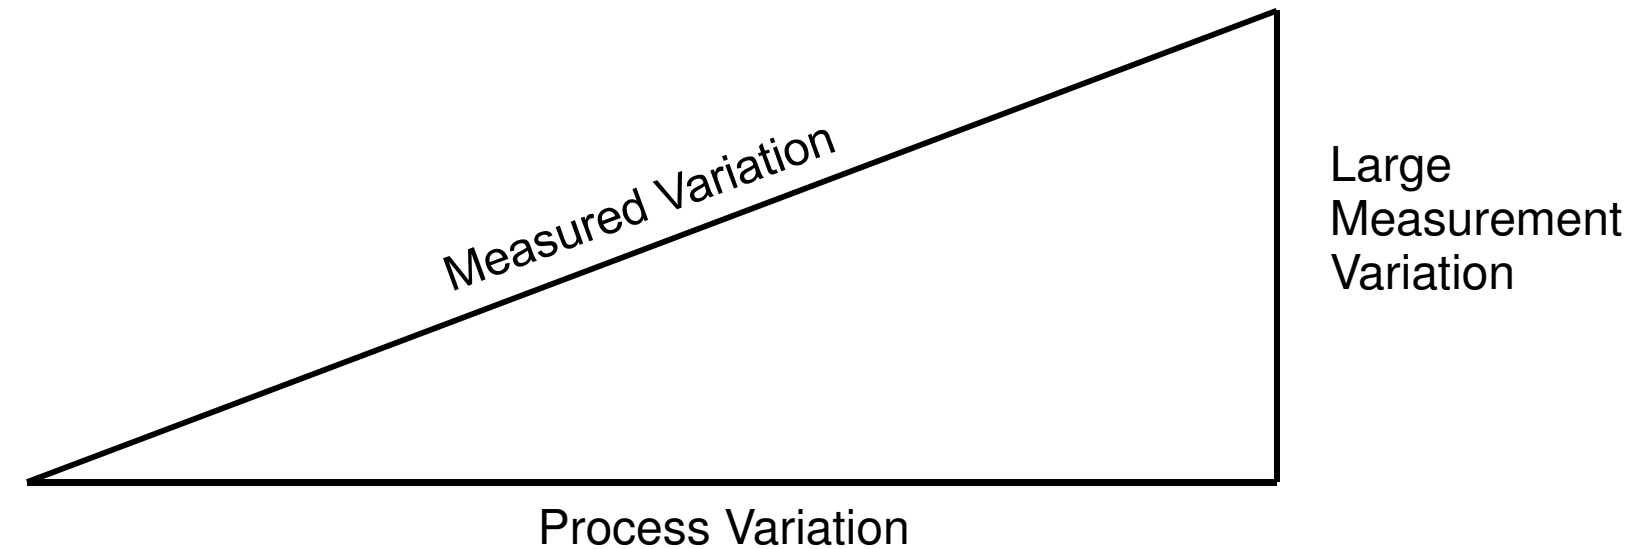 Measured Variation
Large
Measurement
Variation
Process Variation